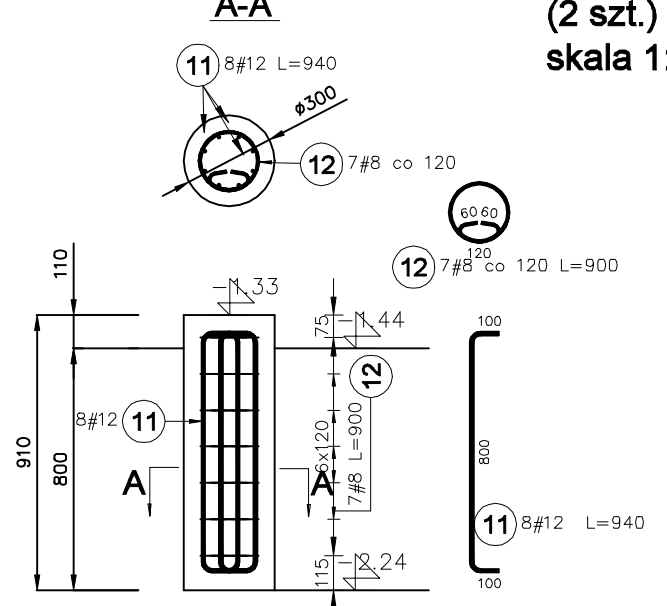 A-A
(2 szt.)
skala 1:
11 8#12 L=940
ø300
12 7#8 co 120
60 60
120
12 7#8 co 120 L=900
110
-1.33
75
-1.44
100
12
8#12 11
7#8 L=900
6x120
910
800
800
A A
11 8#12 L=940
115
-2.24
100